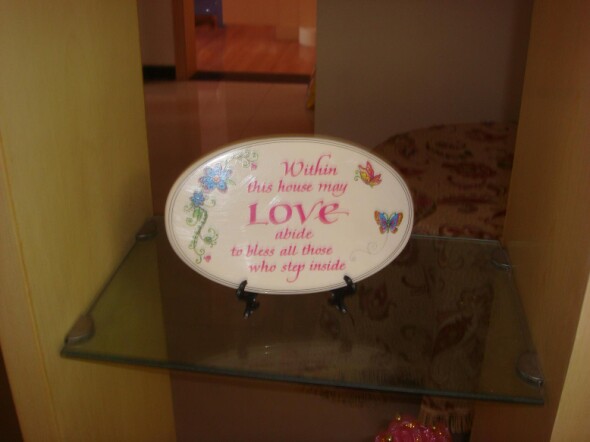 Within
this house may
LOVE
abide
to bless all those
who step inside